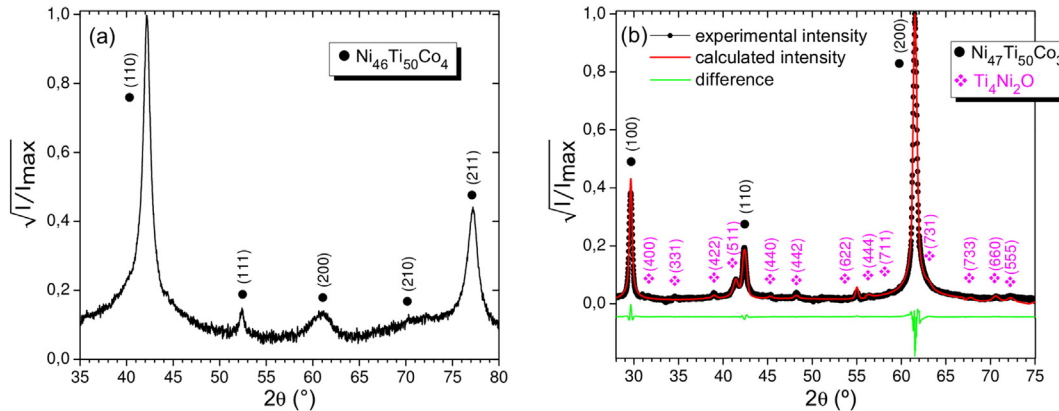 (a)
● Ni46Ti50Co4
(110)
(111)
(200)
(210)
(211)
√I/Imax
1,0
0,8
0,6
0,4
0,2
0,0
35 40 45 50 55 60 65 70 75 80
2θ (°)
(b)
experimental intensity
calculated intensity
difference
● Ni47Ti50Co3
Ti4Ni2O
(100)
(110)
(200)
(400)
(331)
(422)
(511)
(440)
(442)
(622)
(444)
(711)
(731)
(733)
(660)
(555)
√I/Imax
1,0
0,8
0,6
0,4
0,2
0,0
30 35 40 45 50 55 60 65 70 75
2θ (º)